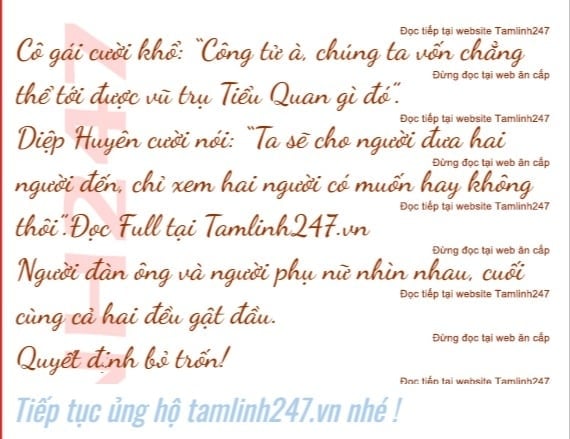 Đọc tiếp tại website Tamlinh247
Cô gái cười khổ: "Công tử à, chúng ta vốn chẳng
Đừng đọc tại web ăn cắp
thể tới được vũ trụ Tiểu Quan gì đó".
Đọc tiếp tại website Tamlinh247
Diệp Huyên cười nói: "Ta sẽ cho người đưa hai
Đừng đọc tại web ăn cắp
người đến, chỉ xem hai người có muốn hay không
Đọc tiếp tại website Tamlinh247
thôi".Đọc Full tại Tamlinh247.vn
Đừng đọc tại web ăn cắp
Người đàn ông và người phụ nữ nhìn nhau, cuối
Đọc tiếp tại website Tamlinh247
cùng cả hai đều gật đầu.
Đừng đọc tại web ăn cắp
Quyết định bỏ trốn!
Đọc tiếp tại website Tamlinh247
Tiếp tục ủng hộ tamlinh247.vn nhé !
NH247